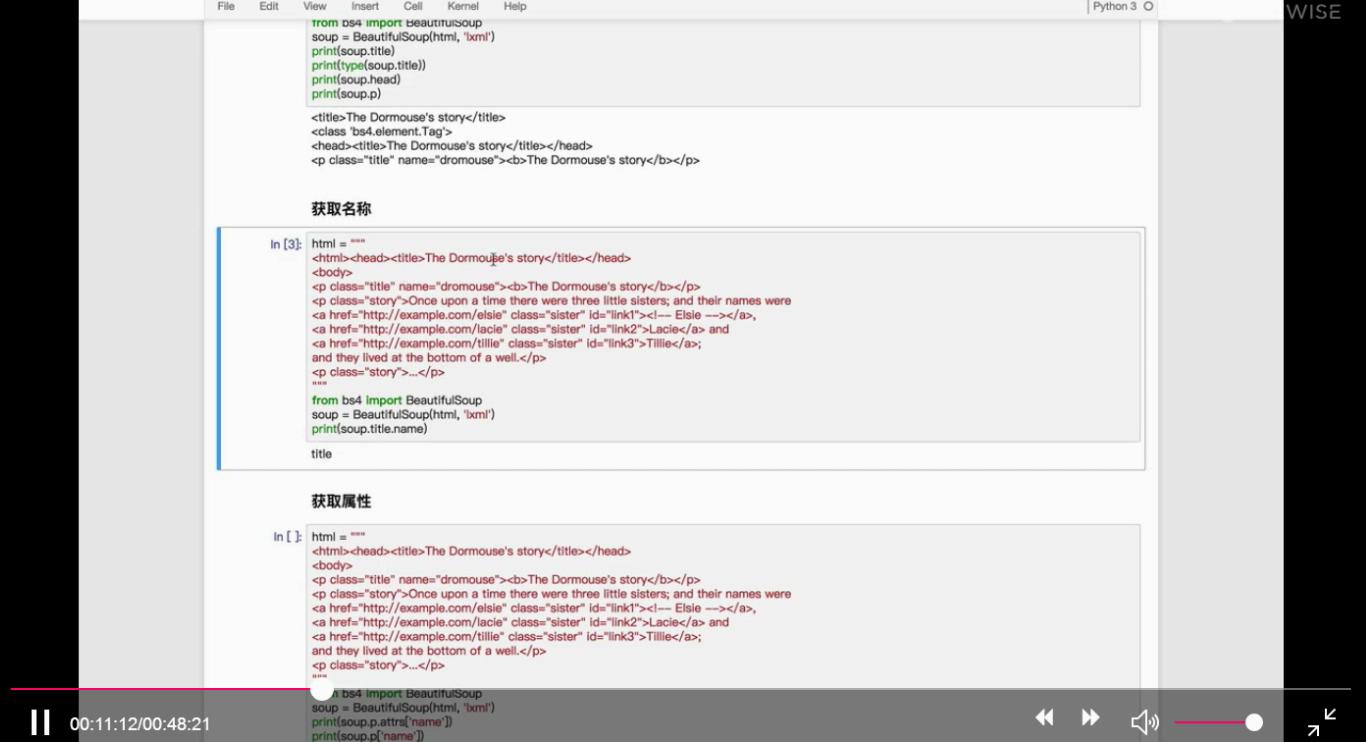 File Edit View Insert Cell Kernel Help Python 3
WISE
from bs4 import BeautifulSoup
soup = BeautifulSoup(html, 'lxml')
print(soup.title)
print(type(soup.title))
print(soup.head)
print(soup.p)
<title>The Dormouse's story</title>
<class 'bs4.element.Tag'>
<head><title>The Dormouse's story</title></head>
<p class="title" name="dromouse"><b>The Dormouse's story</b></p>
获取名称
In [3]: html = """
<html><head><title>The Dormouse's story</title></head>
<body>
<p class="title" name="dromouse"><b>The Dormouse's story</b></p>
<p class="story">Once upon a time there were three little sisters; and their names were
<a href="http://example.com/elsie" class="sister" id="link1"><!-- Elsie --></a>,
<a href="http://example.com/lacie" class="sister" id="link2">Lacie</a> and
<a href="http://example.com/tillie" class="sister" id="link3">Tillie</a>;
and they lived at the bottom of a well.</p>
<p class="story">...</p>
"""
from bs4 import BeautifulSoup
soup = BeautifulSoup(html, 'lxml')
print(soup.title.name)
title
获取属性
In [ ]: html = """
<html><head><title>The Dormouse's story</title></head>
<body>
<p class="title" name="dromouse"><b>The Dormouse's story</b></p>
<p class="story">Once upon a time there were three little sisters; and their names were
<a href="http://example.com/elsie" class="sister" id="link1"><!-- Elsie --></a>,
<a href="http://example.com/lacie" class="sister" id="link2">Lacie</a> and
<a href="http://example.com/tillie" class="sister" id="link3">Tillie</a>;
and they lived at the bottom of a well.</p>
<p class="story">...</p>
"""
bs4 import BeautifulSoup
soup = BeautifulSoup(html, 'lxml')
print(soup.p.attrs['name'])
print(soup.p['name'])
00:11:12/00:48:21